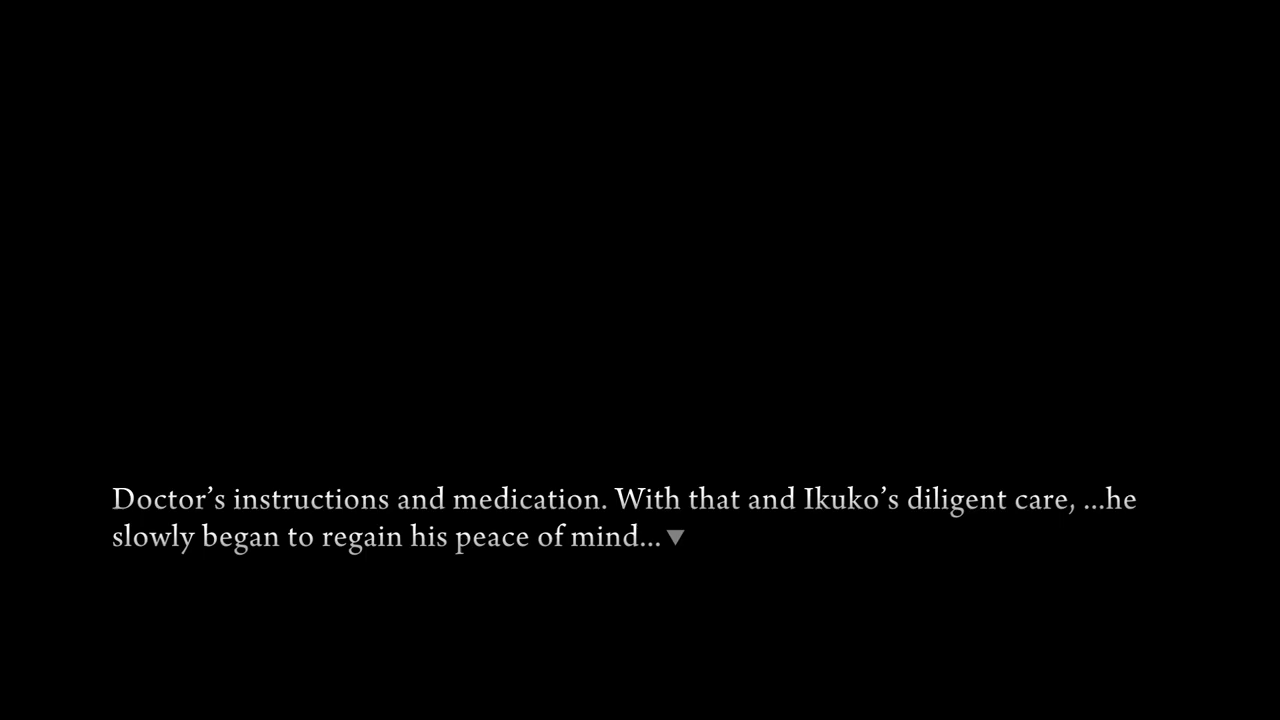 Doctor’s instructions and medication. With that and Ikuko’s diligent care, ...he
slowly began to regain his peace of mind...